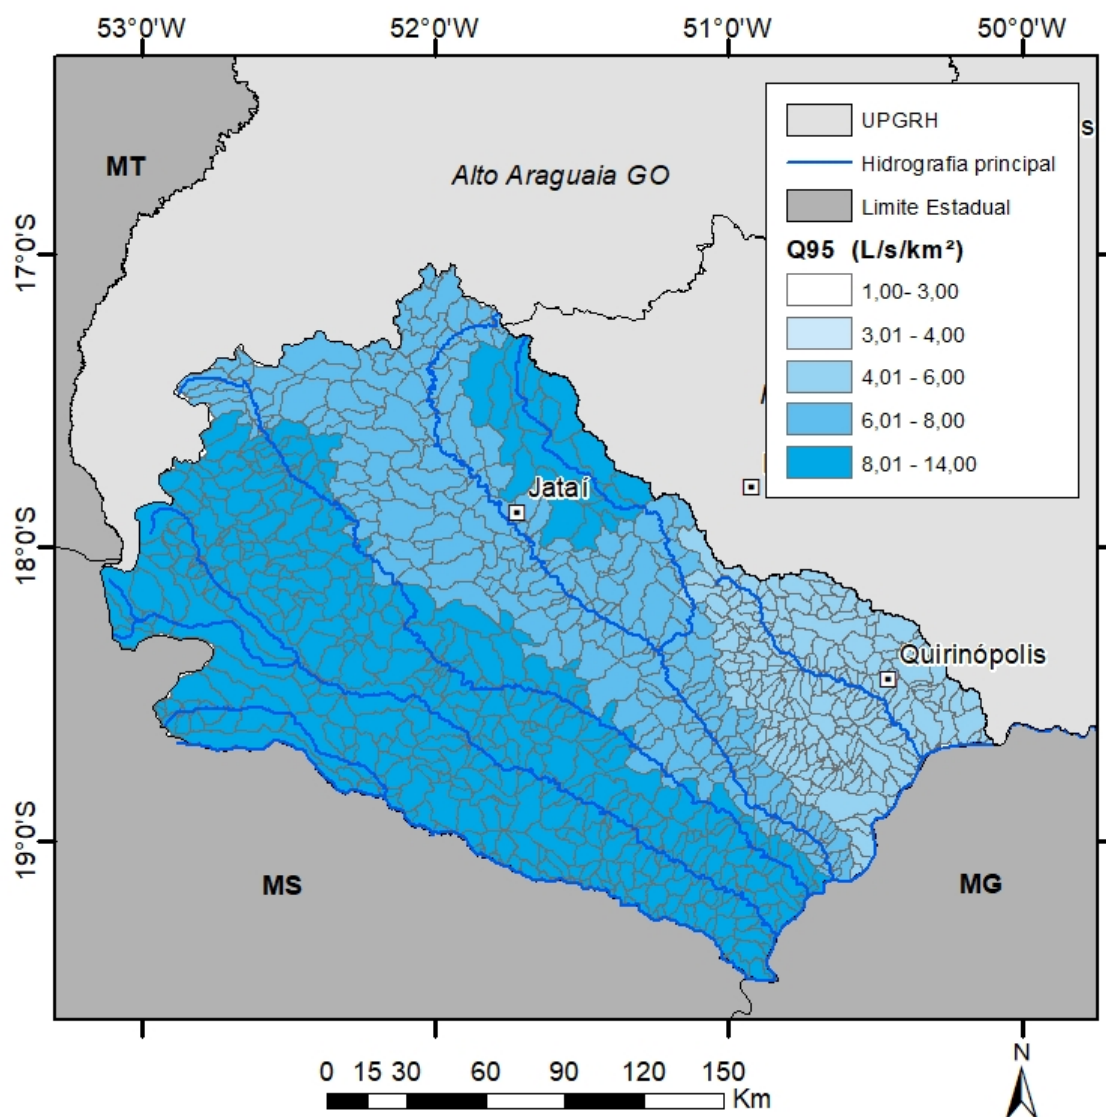 53°0'W 52°0'W 51°0'W 50°0'W
UPGRH
s
Hidrografia principal
MT
Alto Araguaia GO
Limite Estadual
17°0'S
Q95 (L/s/km²)
1,00- 3,00
3,01 - 4,00
4,01 - 6,00
6,01 - 8,00
8,01 - 14,00
Jataí
18°0'S
Quirinópolis
19°0'S
MS
MG
N
0 15 30 60 90 120 150
Km